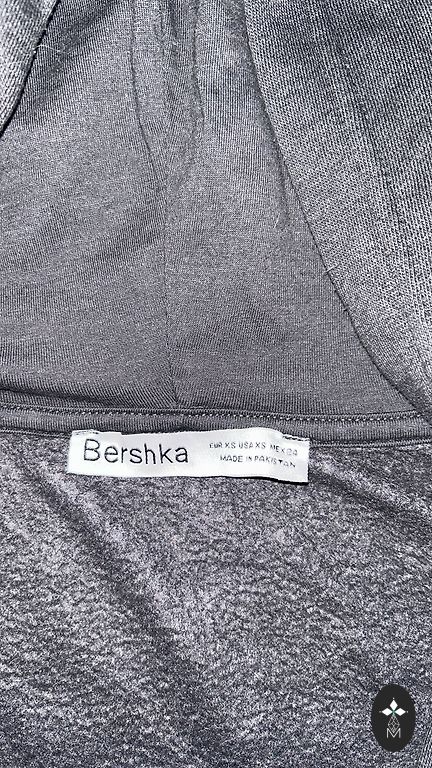 Bershka
EUR XS USA XS MEX 24
MADE IN PAKISTAN
M